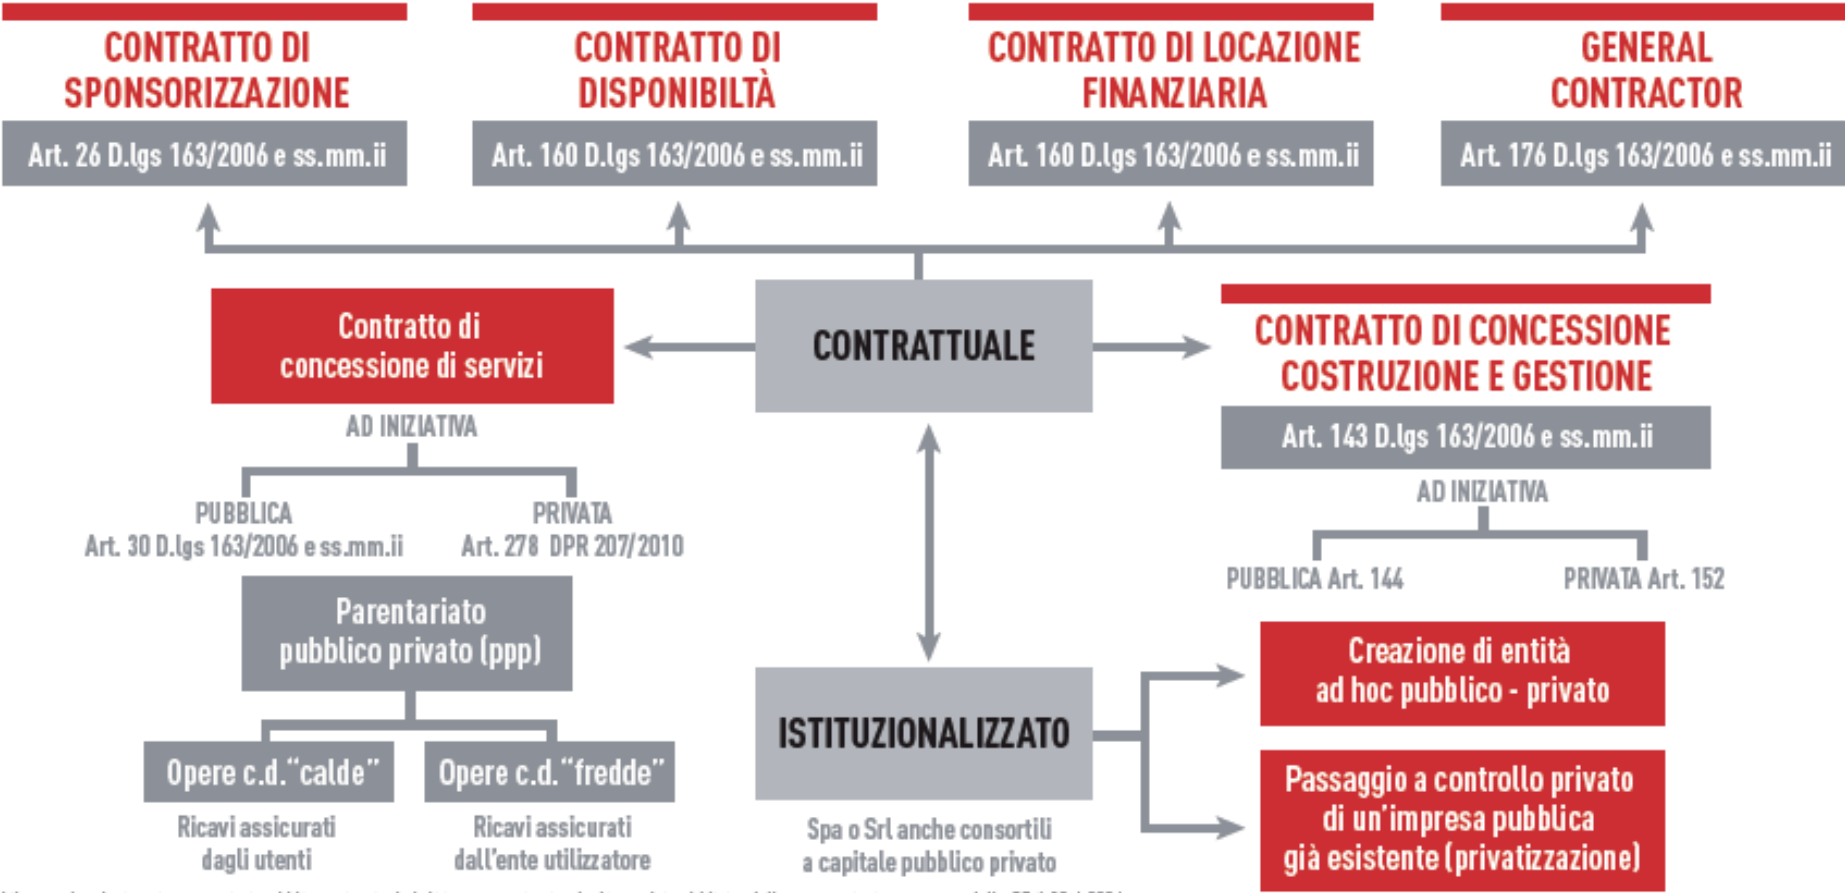 CONTRATTO DI
SPONSORIZZAZIONE
Art. 26 D.lgs 163/2006 e ss.mm.ii
CONTRATTO DI
DISPONIBILTÀ
Art. 160 D.lgs 163/2006 e ss.mm.ii
CONTRATTO DI LOCAZIONE
FINANZIARIA
Art. 160 D.lgs 163/2006 e ss.mm.ii
GENERAL
CONTRACTOR
Art. 176 D.lgs 163/2006 e ss.mm.ii
Contratto di
concessione di servizi
AD INIZIATIVA
PUBBLICA
Art. 30 D.lgs 163/2006 e ss.mm.ii
PRIVATA
Art. 278 DPR 207/2010
CONTRATTUALE
CONTRATTO DI CONCESSIONE
COSTRUZIONE E GESTIONE
Art. 143 D.lgs 163/2006 e ss.mm.ii
AD INIZIATIVA
PUBBLICA Art. 144
PRIVATA Art. 152
Parentariato
pubblico privato (ppp)
Opere c.d. “calde”
Ricavi assicurati
dagli utenti
Opere c.d. “fredde”
Ricavi assicurati
dall'ente utilizzatore
ISTITUZIONALIZZATO
Spa o Srl anche consortili
a capitale pubblico privato
Creazione di entità
ad hoc pubblico - privato
Passaggio a controllo privato
di un'impresa pubblica
già esistente (privatizzazione)